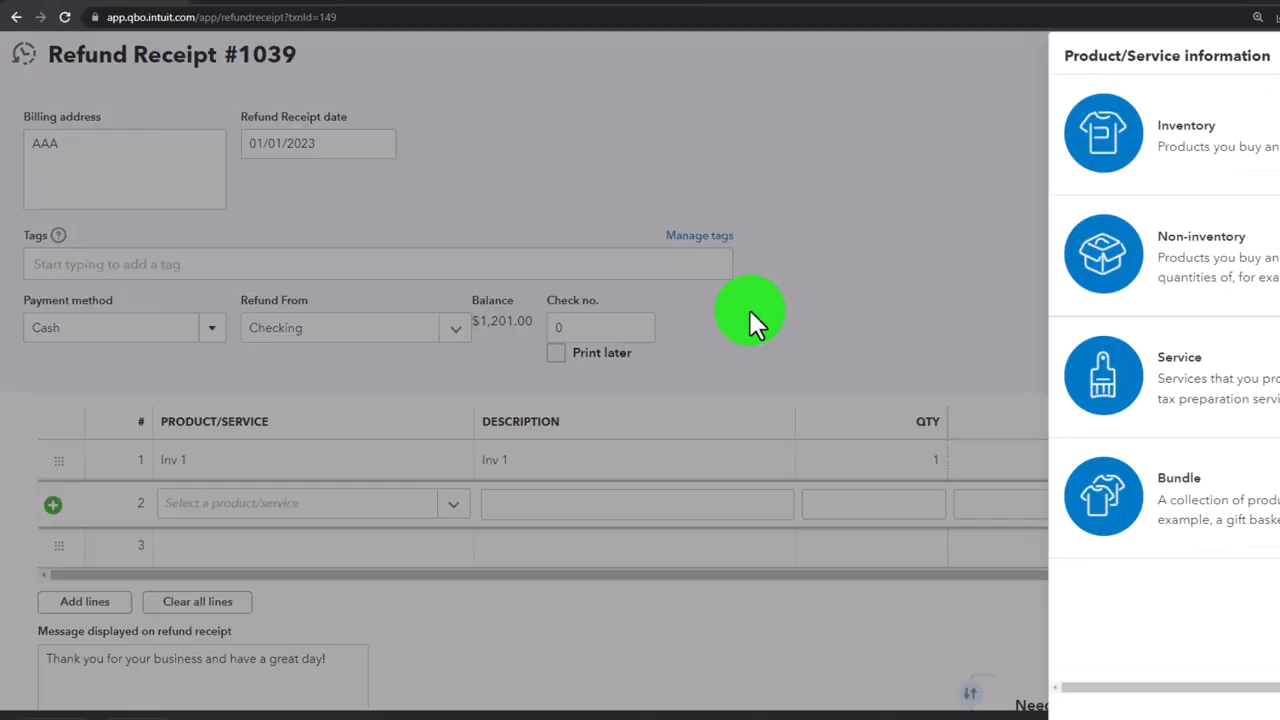 app.qbo.intuit.com/app/refundreceipt?txnId=149
Refund Receipt #1039
Billing address
AAA
Refund Receipt date
01/01/2023
Tags ?
Manage tags
Start typing to add a tag
Payment method
Cash
Refund From
Checking
Balance
$1,201.00
Check no.
0
Print later
# PRODUCT/SERVICE DESCRIPTION QTY
1 Inv 1 Inv 1 1
2 Select a product/service
3
Add lines
Clear all lines
Message displayed on refund receipt
Thank you for your business and have a great day!
Product/Service information
Inventory
Products you buy an
Non-inventory
Products you buy an
quantities of, for exa
Service
Services that you pro
tax preparation servi
Bundle
A collection of produ
example, a gift baske
Need